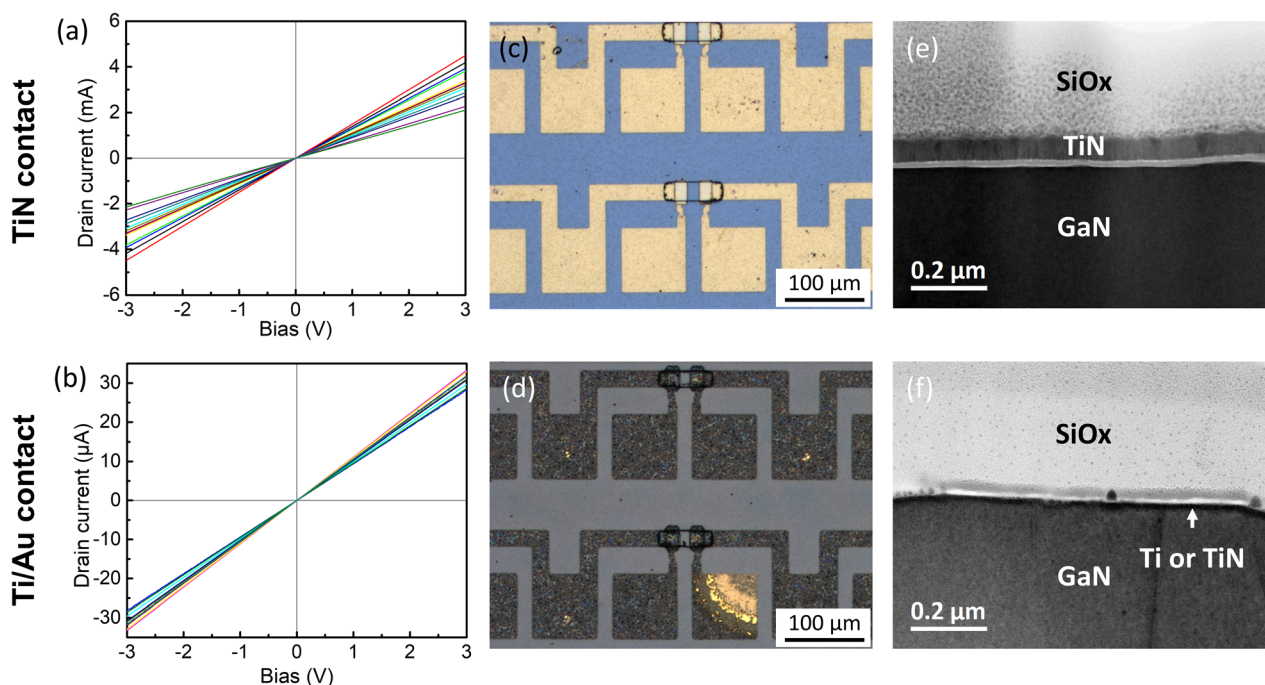 TiN contact
(a)
Drain current (mA)
6
4
2
0
-2
-4
-6
-3 -2 -1 0 1 2 3
Bias (V)
(c)
100 µm
(e)
SiOx
TiN
GaN
0.2 µm
Ti/Au contact
(b)
Drain current (µA)
30
20
10
0
-10
-20
-30
-3 -2 -1 0 1 2 3
Bias (V)
(d)
100 µm
(f)
SiOx
Ti or TiN
GaN
0.2 µm